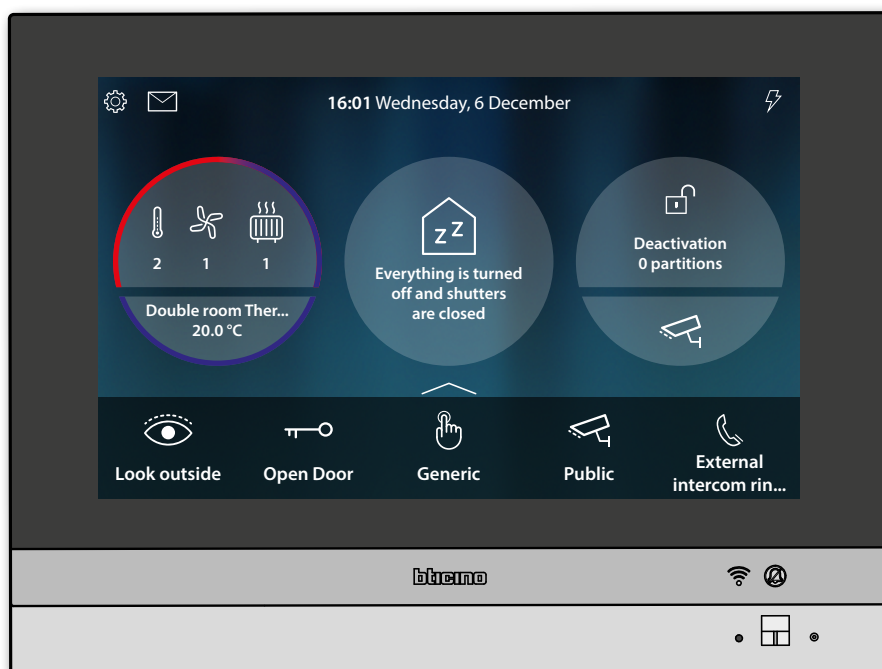 16:01 Wednesday, 6 December
2 1 1
Double room Ther...
20.0 °C
zZ
Everything is turned
off and shutters
are closed
Deactivation
0 partitions
Look outside
Open Door
Generic
Public
External
intercom rin...
bticino